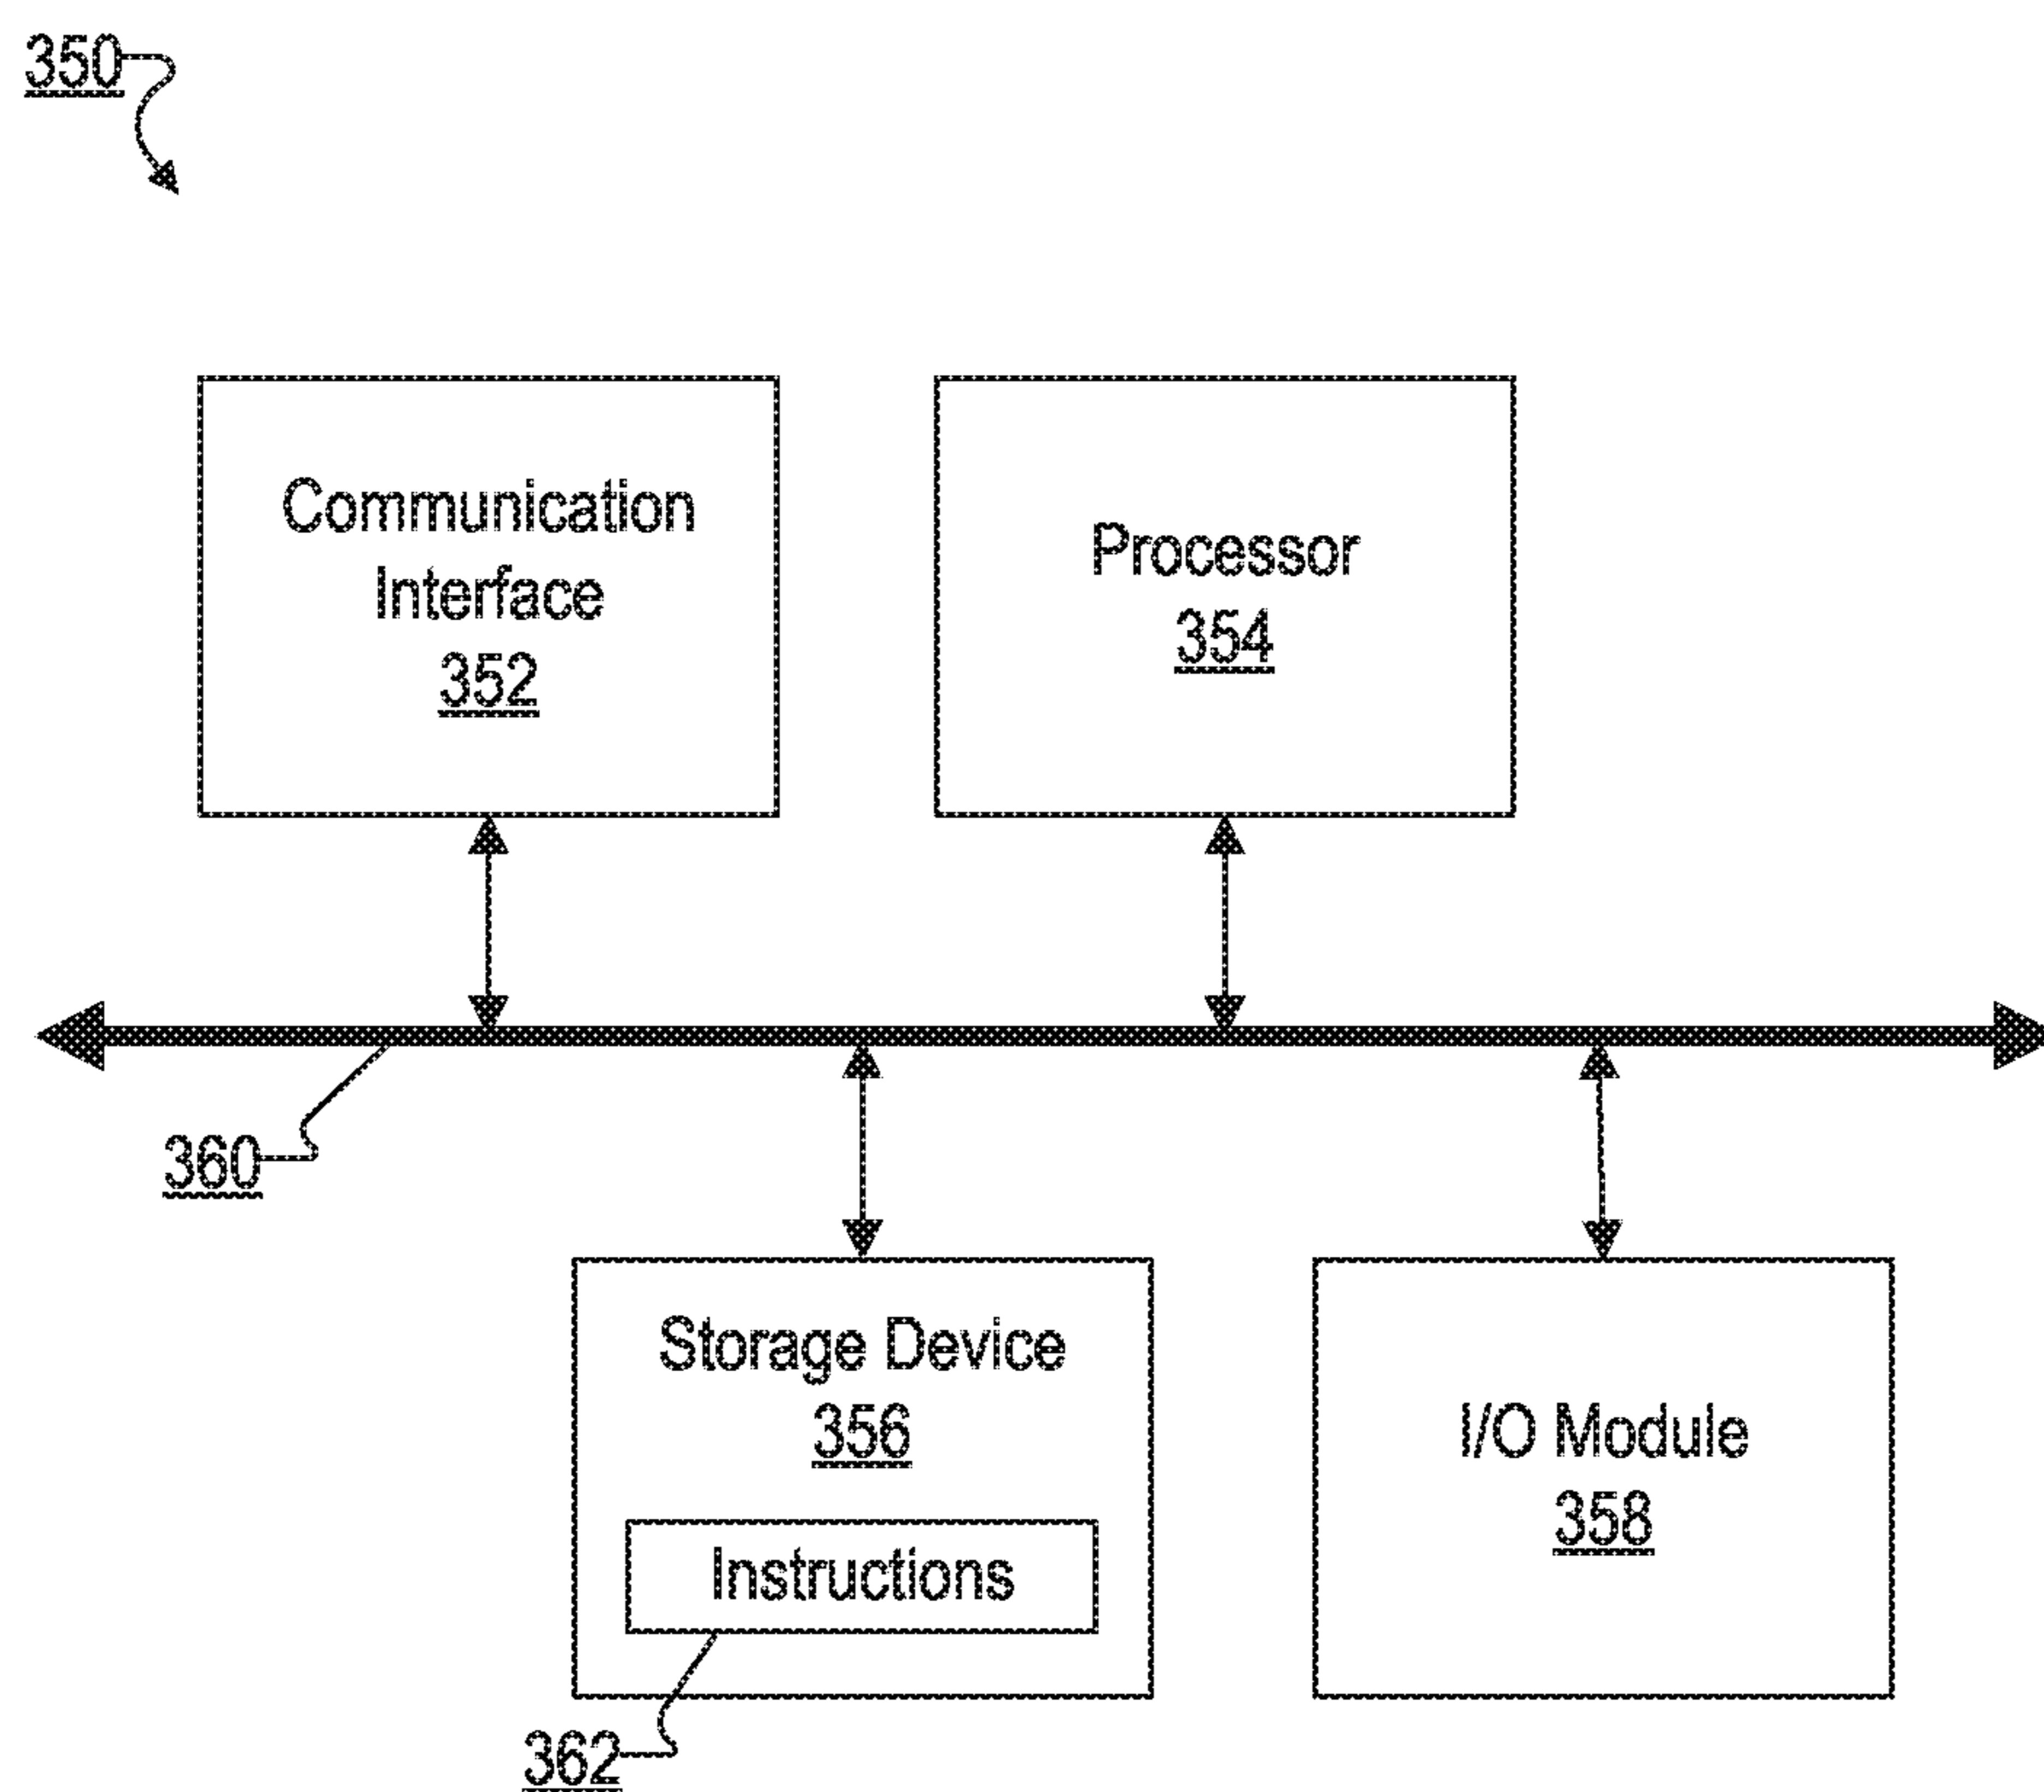 350
Communication
Interface
352
Processor
354
360
Storage Device
356
Instructions
362
I/O Module
358